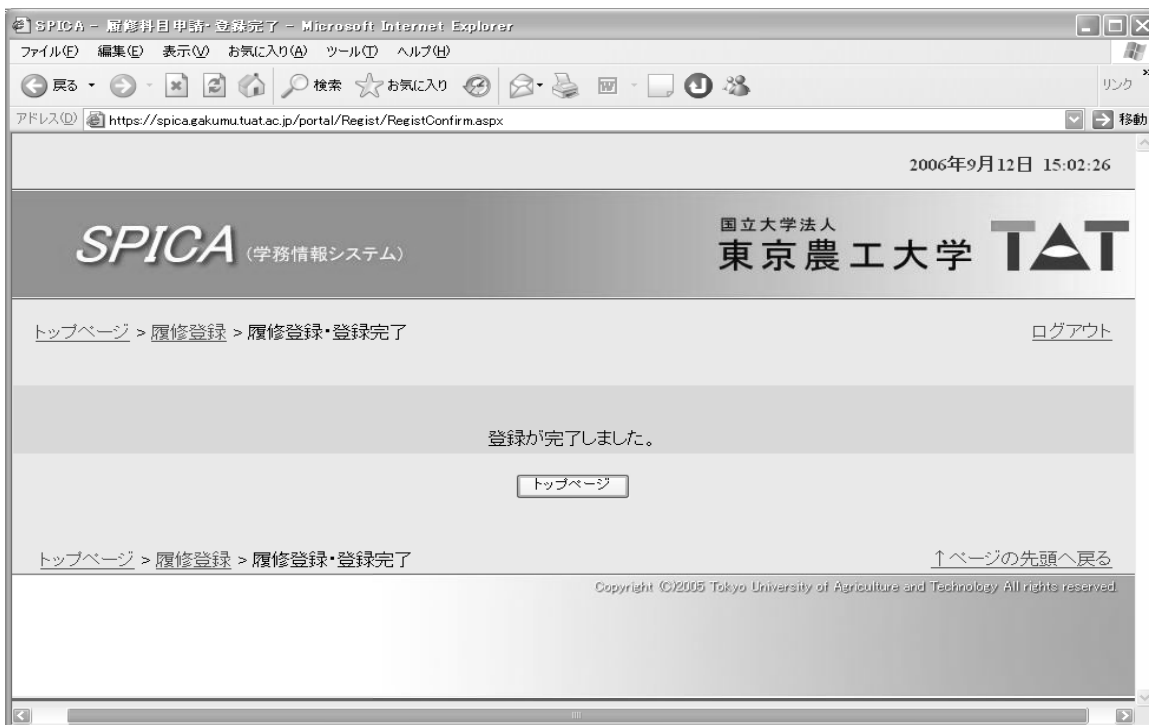 SPICA - 履修科目申請・登録完了 - Microsoft Internet Explorer
ファイル(F) 編集(E) 表示(V) お気に入り(A) ツール(T) ヘルプ(H)
戻る 検索 お気に入り リンク
アドレス(D) https://spica.gakumu.tuat.ac.jp/portal/Regist/RegistConfirm.aspx 移動
2006年9月12日 15:02:26
SPICA (学務情報システム)
国立大学法人
東京農工大学 TAT
トップページ > 履修登録 > 履修登録・登録完了 ログアウト
登録が完了しました。
トップページ
トップページ > 履修登録 > 履修登録・登録完了 ↑ページの先頭へ戻る
Copyright (C)2005 Tokyo University of Agriculture and Technology All rights reserved.